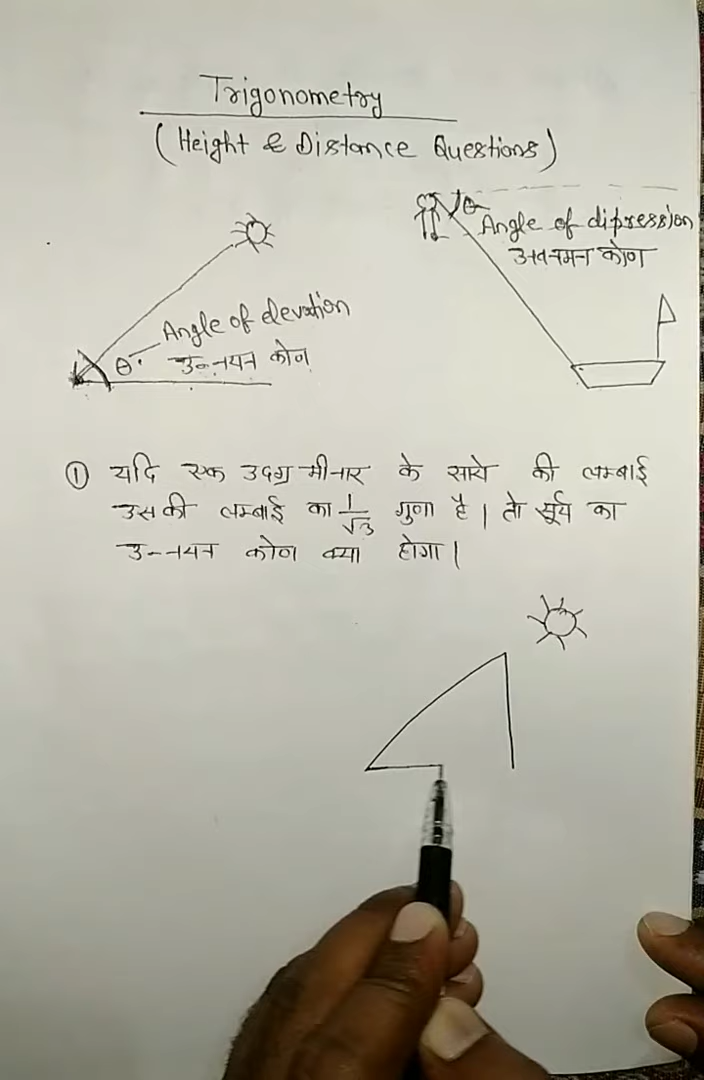 Trigonometry
(Height & Distance Questions)
θ
Angle of dipression
अवनमन कोण
Angle of elevation
θ°
उन्नयन कोन
① यदि एक उदग्र मीनार के साये की लम्बाई
उसकी लम्बाई का 1/√3 गुणा है। तो सूर्य का
उन्नयन कोण क्या होगा।